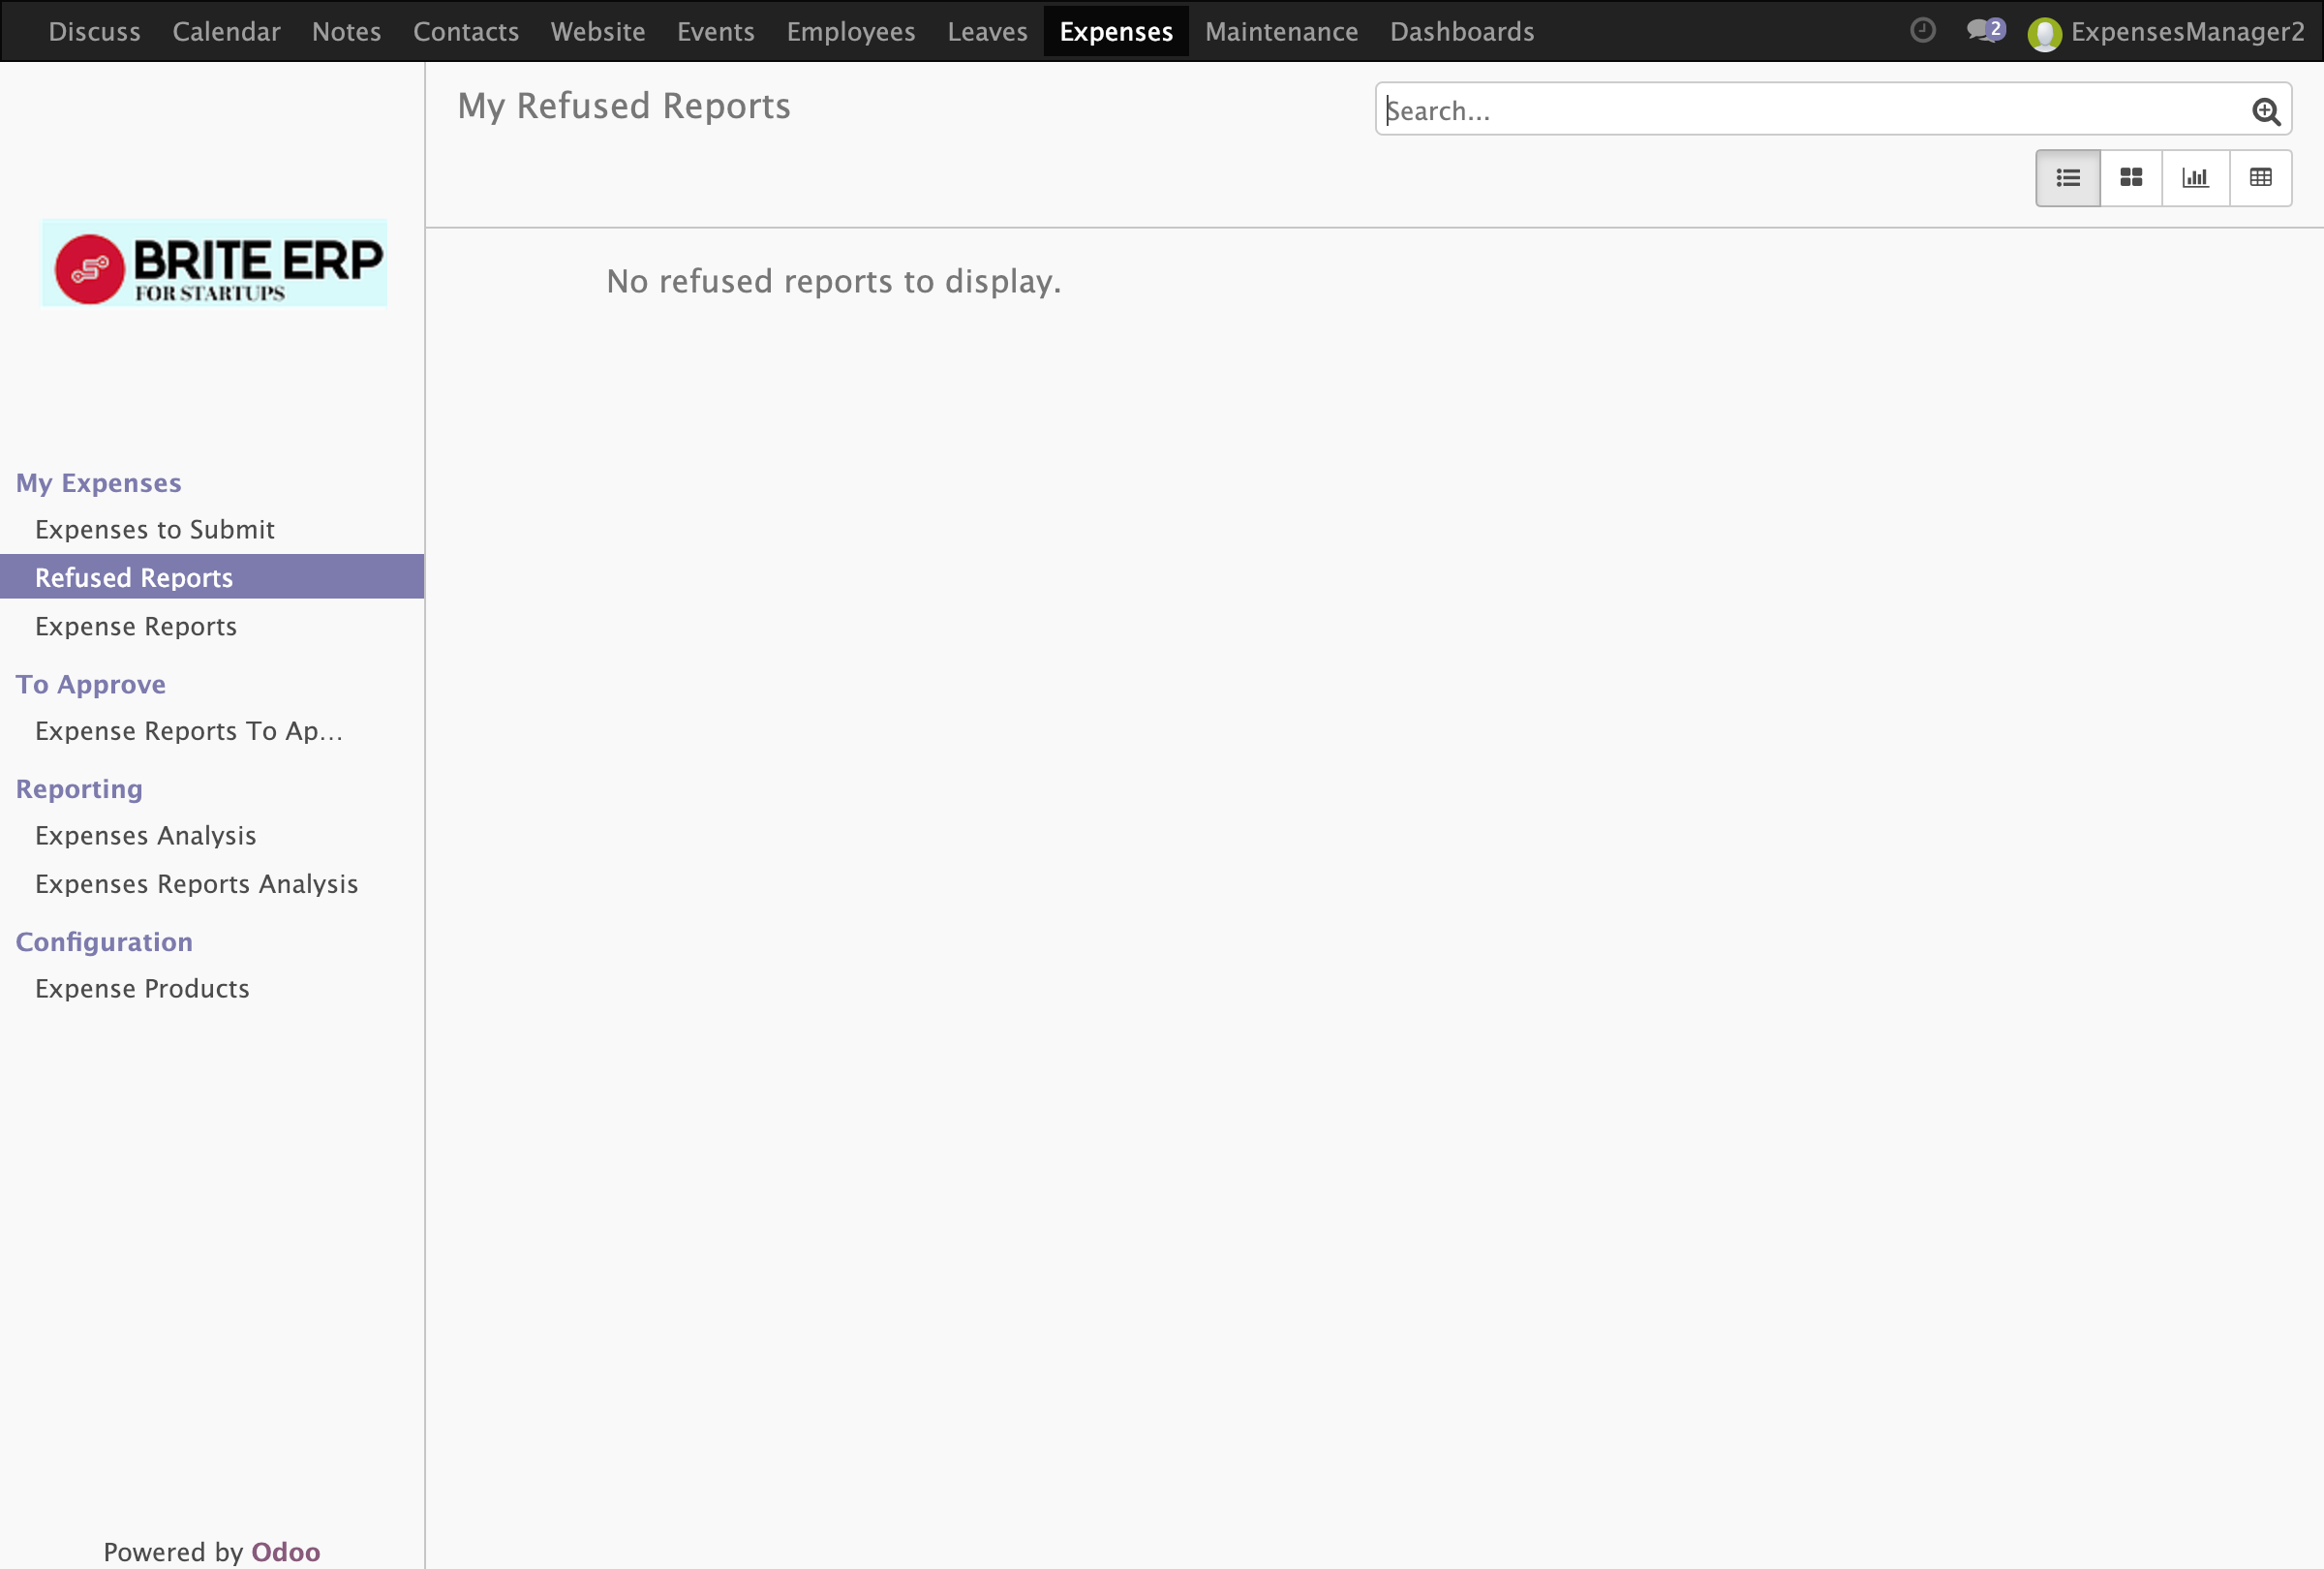 Discuss Calendar Notes Contacts Website Events Employees Leaves Expenses Maintenance Dashboards 2 ExpensesManager2
My Refused Reports
Search...
BRITE ERP
FOR STARTUPS
No refused reports to display.
My Expenses
Expenses to Submit
Refused Reports
Expense Reports
To Approve
Expense Reports To Ap...
Reporting
Expenses Analysis
Expenses Reports Analysis
Configuration
Expense Products
Powered by Odoo